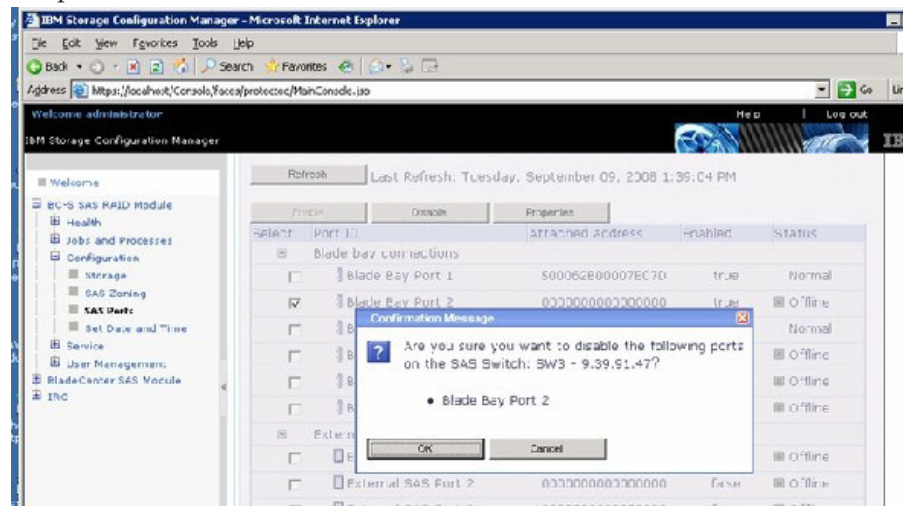 IBM Storage Configuration Manager - Microsoft Internet Explorer
File Edit View Favorites Tools Help
Back Search Favorites
Address https://localhost/Console/faces/protected/MainConsole.jsp Go
Welcome administrator Help | Log out
IBM Storage Configuration Manager
Refresh Last Refresh: Tuesday, September 09, 2008 1:39:04 PM
Welcome
BC-S SAS RAID Module
Health
Jobs and Processes
Configuration
Storage
SAS Zoning
SAS Ports
Set Date and Time
Service
User Management
BladeCenter SAS Module
Enable Disable Properties
Select Port ID Attached address Enabled Status
Blade bay connections
Blade Bay Port 1 500062B00007EC7D true Normal
Blade Bay Port 2 0000000000000000 true Offline
Normal
Offline
Offline
Offline
Confirmation Message
Are you sure you want to disable the following ports
on the SAS Switch: SW3 - 9.39.91.47?
• Blade Bay Port 2
OK Cancel
Offline
External SAS Port 2 0000000000000000 false Offline